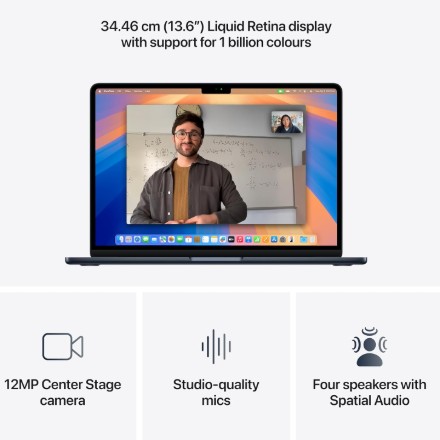 34.46 cm (13.6″) Liquid Retina display
with support for 1 billion colours
12MP Center Stage
camera
Studio-quality
mics
Four speakers with
Spatial Audio